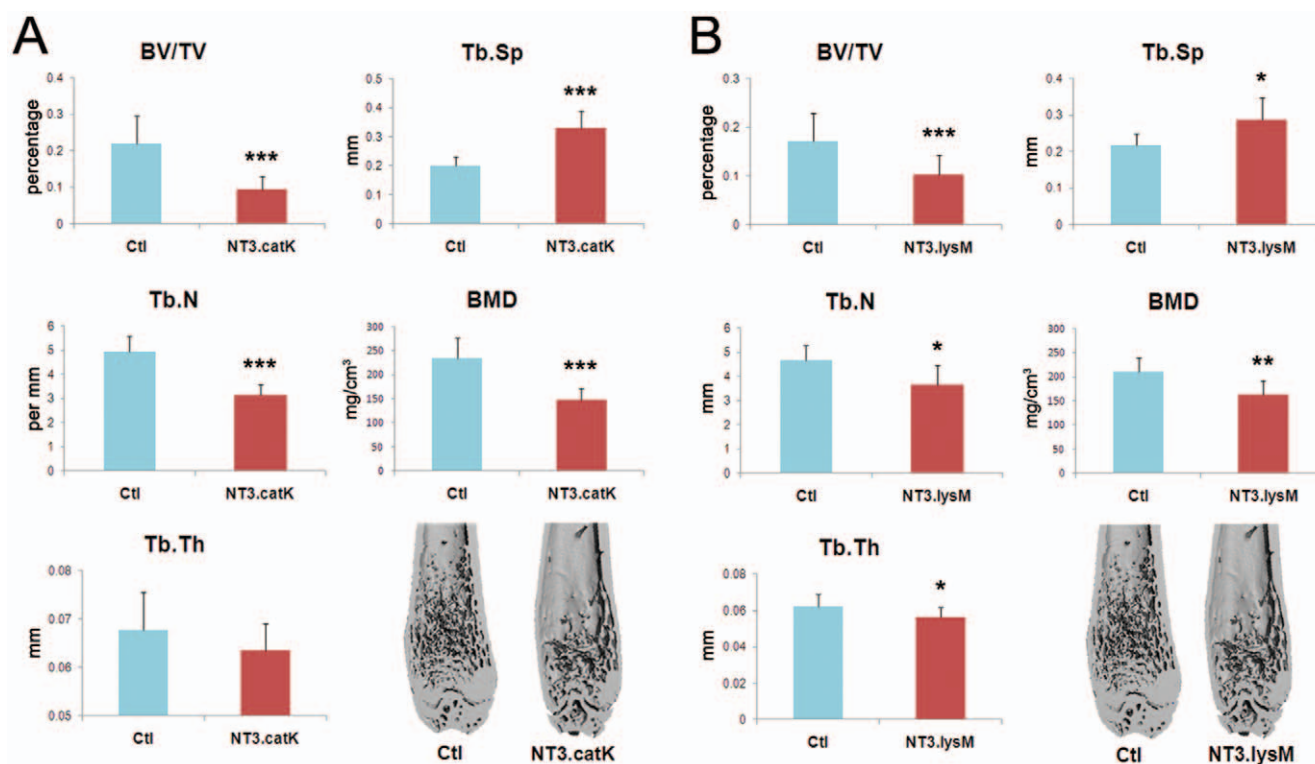 A
BV/TV
percentage
0.4
0.3
0.2
0.1
0
***
Ctl
NT3.catK
Tb.Sp
mm
0.5
0.4
0.3
0.2
0.1
0
***
Ctl
NT3.catK
Tb.N
per mm
6
5
4
3
2
1
0
***
Ctl
NT3.catK
BMD
mg/cm³
300
250
200
150
100
50
0
***
Ctl
NT3.catK
Tb.Th
mm
0.08
0.07
0.06
0.05
Ctl
NT3.catK
Ctl
NT3.catK
B
BV/TV
percentage
0.3
0.2
0.1
0
***
Ctl
NT3.lysM
Tb.Sp
mm
0.4
0.3
0.2
0.1
0
*
Ctl
NT3.lysM
Tb.N
mm
6
5
4
3
2
1
0
*
Ctl
NT3.lysM
BMD
mg/cm³
300
250
200
150
100
50
0
**
Ctl
NT3.lysM
Tb.Th
mm
0.08
0.06
0.04
0.02
0
*
Ctl
NT3.lysM
Ctl
NT3.lysM